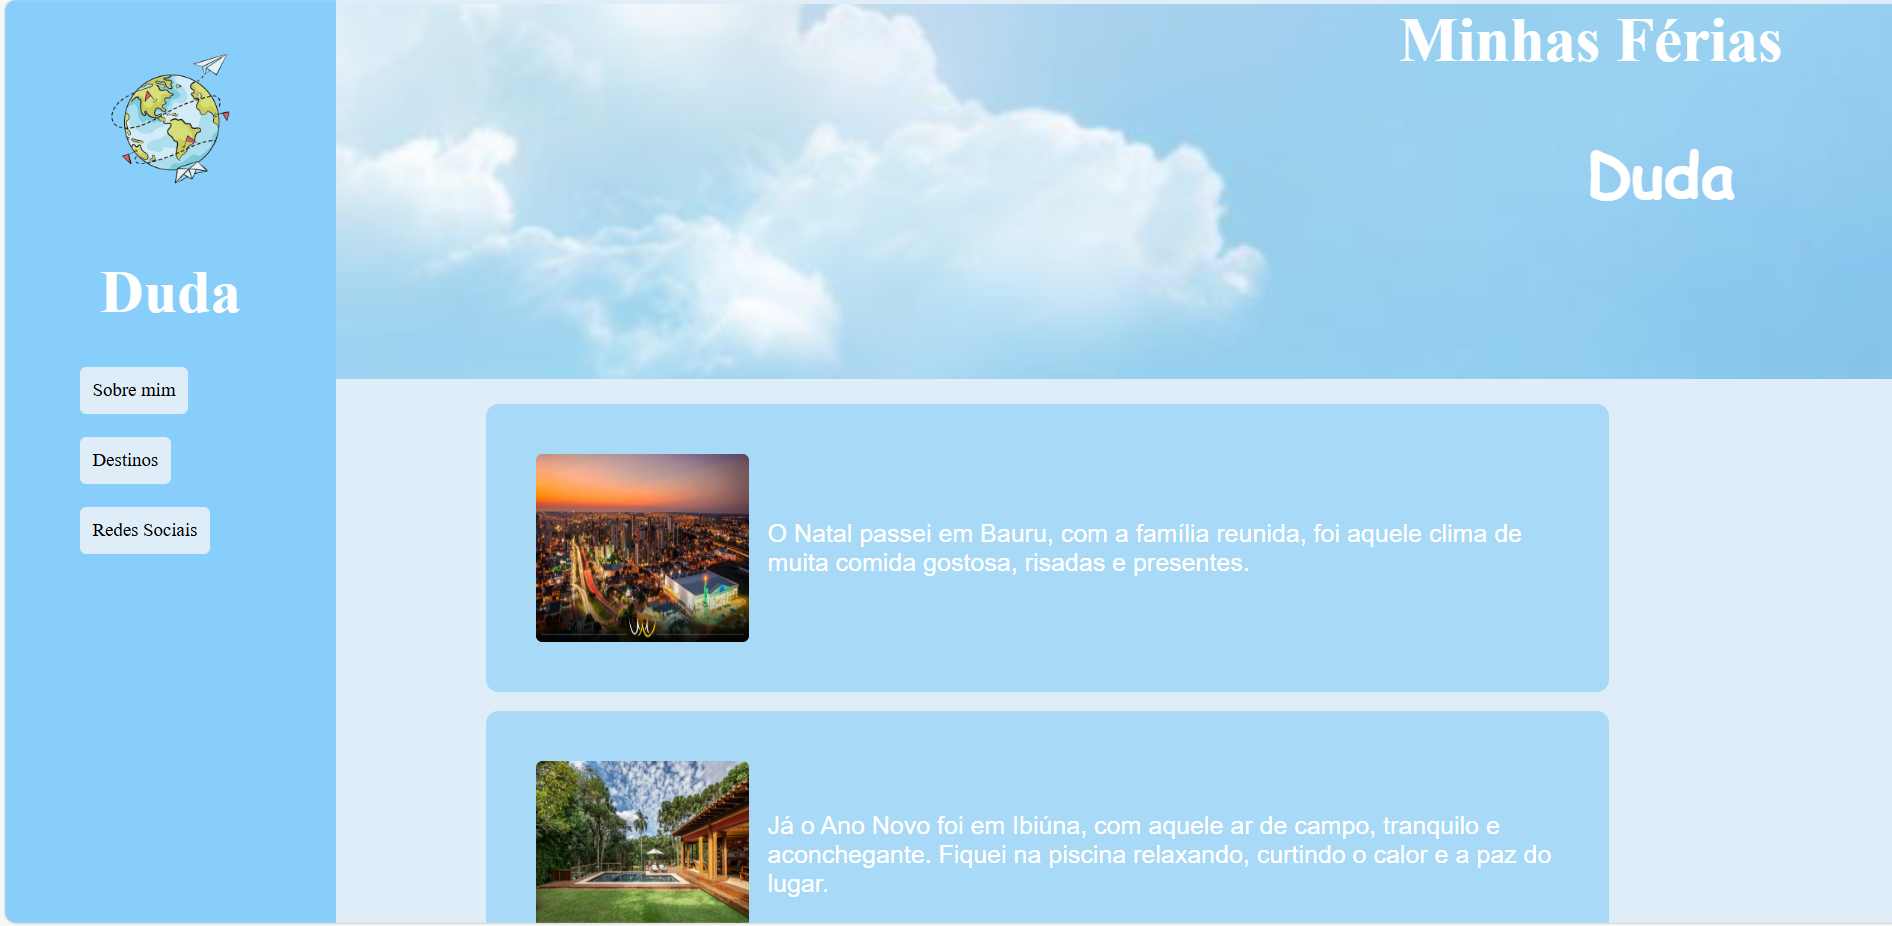 Duda
Sobre mim
Destinos
Redes Sociais
Minhas Férias
Duda
O Natal passei em Bauru, com a família reunida, foi aquele clima de
muita comida gostosa, risadas e presentes.
Já o Ano Novo foi em Ibiúna, com aquele ar de campo, tranquilo e
aconchegante. Fiquei na piscina relaxando, curtindo o calor e a paz do
lugar.